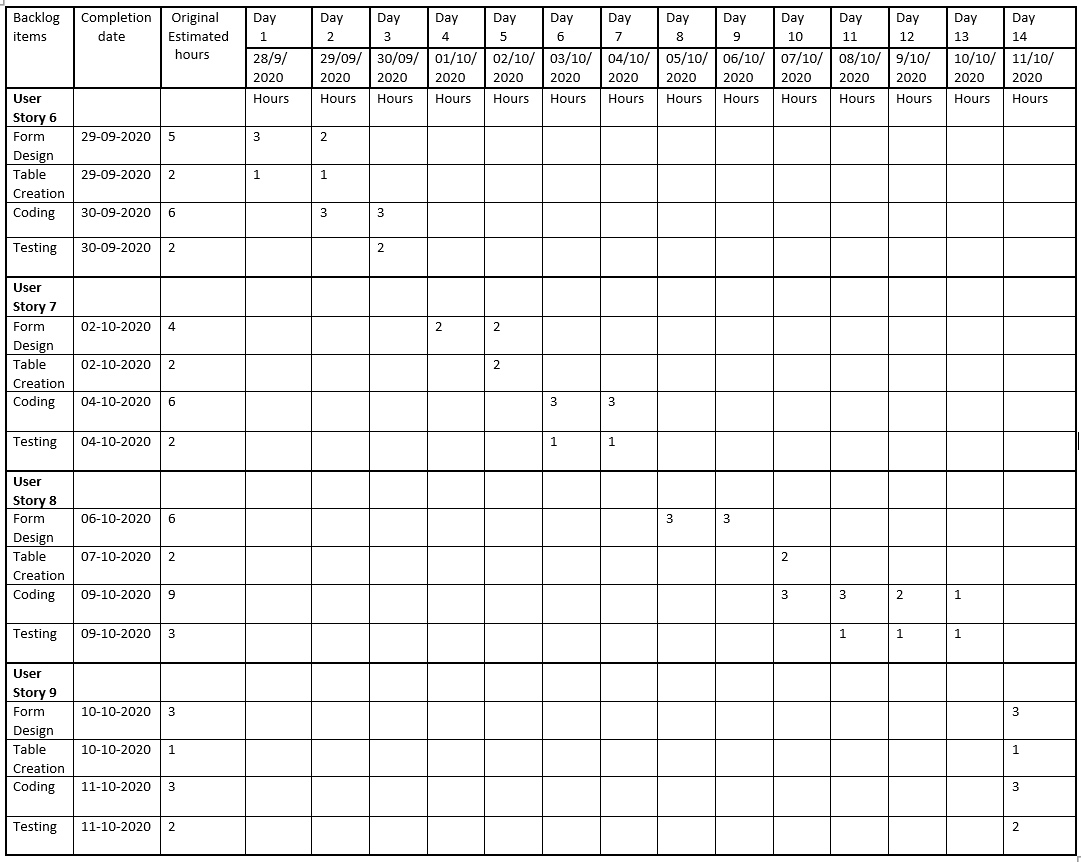 Backlog items Completion date Original Estimated hours Day 1 Day 2 Day 3 Day 4 Day 5 Day 6 Day 7 Day 8 Day 9 Day 10 Day 11 Day 12 Day 13 Day 14
28/9/2020 29/09/2020 30/09/2020 01/10/2020 02/10/2020 03/10/2020 04/10/2020 05/10/2020 06/10/2020 07/10/2020 08/10/2020 9/10/2020 10/10/2020 11/10/2020
User Story 6 Hours Hours Hours Hours Hours Hours Hours Hours Hours Hours Hours Hours Hours Hours
Form Design 29-09-2020 5 3 2
Table Creation 29-09-2020 2 1 1
Coding 30-09-2020 6 3 3
Testing 30-09-2020 2 2
User Story 7
Form Design 02-10-2020 4 2 2
Table Creation 02-10-2020 2 2
Coding 04-10-2020 6 3 3
Testing 04-10-2020 2 1 1
User Story 8
Form Design 06-10-2020 6 3 3
Table Creation 07-10-2020 2 2
Coding 09-10-2020 9 3 3 2 1
Testing 09-10-2020 3 1 1 1
User Story 9
Form Design 10-10-2020 3 3
Table Creation 10-10-2020 1 1
Coding 11-10-2020 3 3
Testing 11-10-2020 2 2